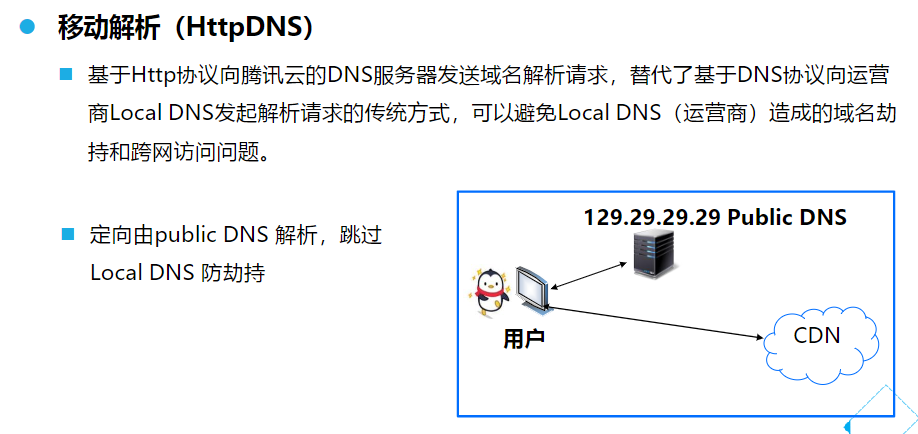 移动解析（HttpDNS）
基于Http协议向腾讯云的DNS服务器发送域名解析请求，替代了基于DNS协议向运营
商Local DNS发起解析请求的传统方式，可以避免Local DNS（运营商）造成的域名劫
持和跨网访问问题。
定向由public DNS 解析，跳过
Local DNS 防劫持
129.29.29.29 Public DNS
用户
CDN